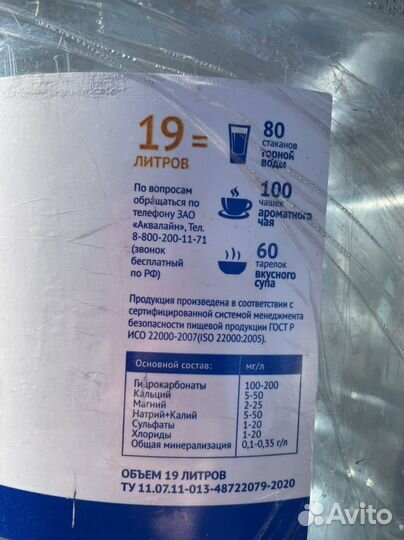 19 =
ЛИТРОВ
80
стаканов
горной
воды
100
чашек
ароматного
чая
60
тарелок
вкусного
супа
По вопросам
обращаться по
телефону ЗАО
«Аквалайн», Тел.
8-800-200-11-71
(звонок
бесплатный
по РФ)
Продукция произведена в соответствии с
сертифицированной системой менеджмента
безопасности пищевой продукции ГОСТ Р
ИСО 22000-2007(ISO 22000:2005).
Основной состав: мг/л
Гидрокарбонаты 100-200
Кальций 5-50
Магний 2-25
Натрий+Калий 5-50
Сульфаты 1-20
Хлориды 1-20
Общая минерализация 0,1-0,35 г/л
ОБЪЕМ 19 ЛИТРОВ
ТУ 11.07.11-013-48722079-2020
Avito